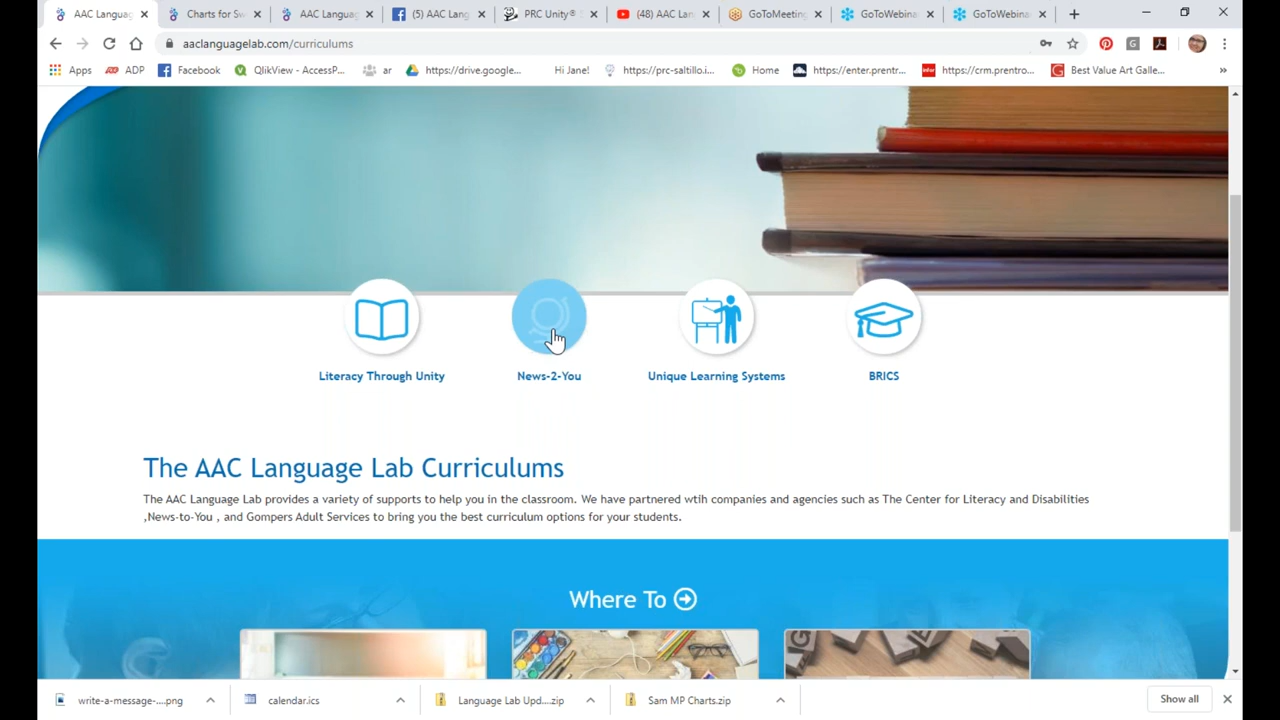 AAC Languag
Charts for Sw
AAC Languag
(5) AAC Lang
PRC Unity®
(48) AAC Lan
GoToMeeting
GoToWebina
GoToWebina
aaclanguagelab.com/curriculums
Apps
ADP
Facebook
QlikView - AccessP...
ar
https://drive.google...
Hi Jane!
https://prc-saltillo.i...
Home
https://enter.prentr...
https://crm.prentro...
Best Value Art Galle...
»
Literacy Through Unity
News-2-You
Unique Learning Systems
BRICS
The AAC Language Lab Curriculums
The AAC Language Lab provides a variety of supports to help you in the classroom. We have partnered wtih companies and agencies such as The Center for Literacy and Disabilities
,News-to-You , and Gompers Adult Services to bring you the best curriculum options for your students.
Where To
write-a-message-....png
calendar.ics
Language Lab Upd....zip
Sam MP Charts.zip
Show all